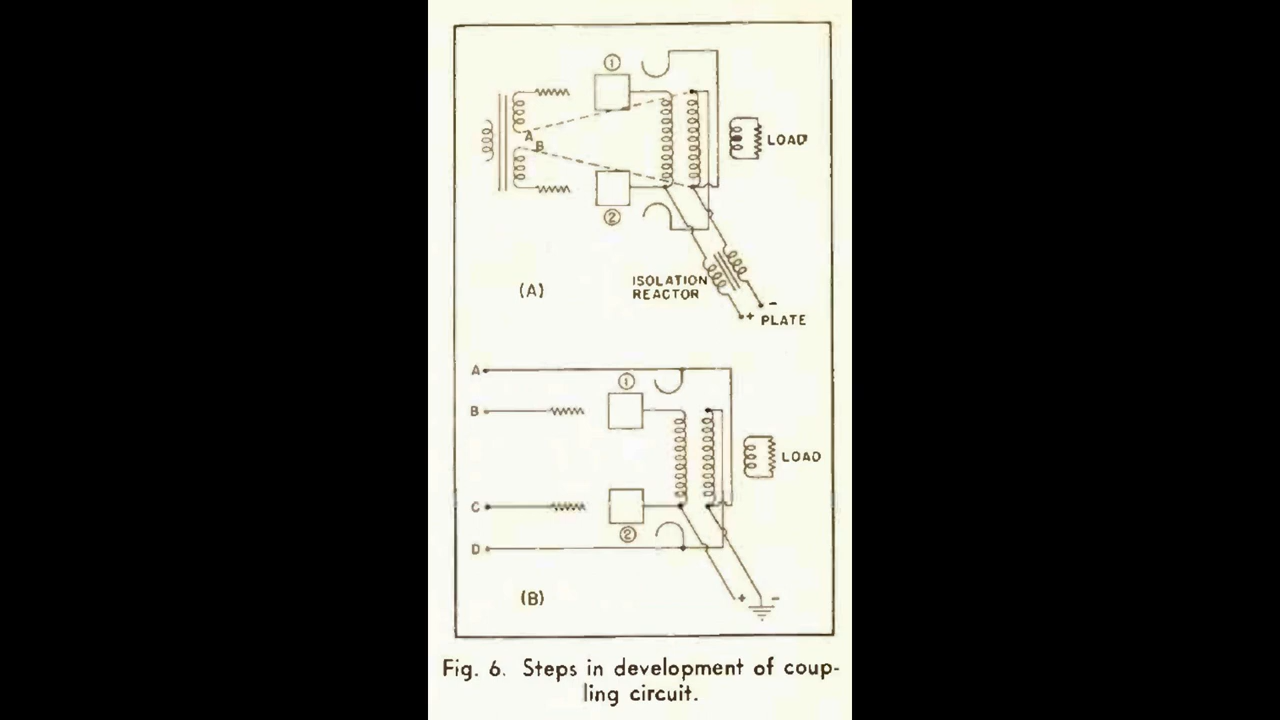 ①
A
B
LOAD
②
ISOLATION
REACTOR
(A)
-
+ PLATE
A
①
B
LOAD
C
②
D
(B)
+ -
Fig. 6. Steps in development of coup-
ling circuit.